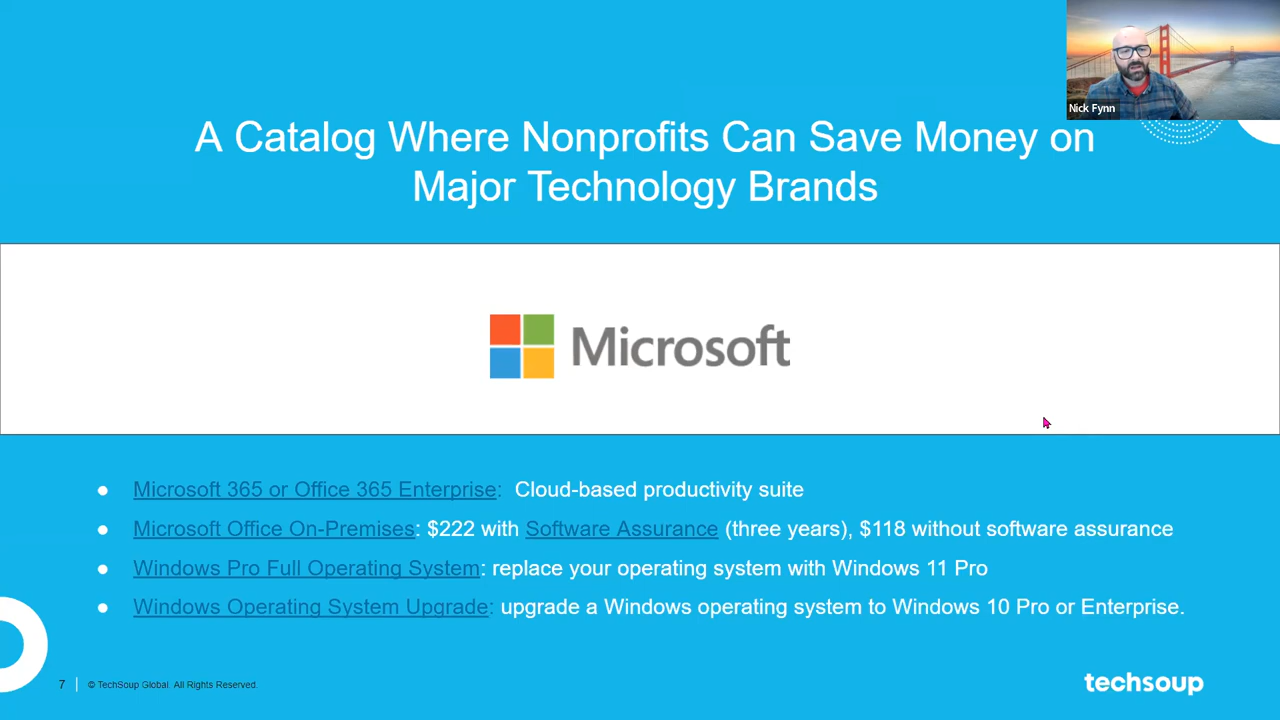 Nick Fynn
A Catalog Where Nonprofits Can Save Money on
Major Technology Brands
Microsoft
● Microsoft 365 or Office 365 Enterprise: Cloud-based productivity suite
● Microsoft Office On-Premises: $222 with Software Assurance (three years), $118 without software assurance
● Windows Pro Full Operating System: replace your operating system with Windows 11 Pro
● Windows Operating System Upgrade: upgrade a Windows operating system to Windows 10 Pro or Enterprise.
7 | © TechSoup Global. All Rights Reserved.
techsoup